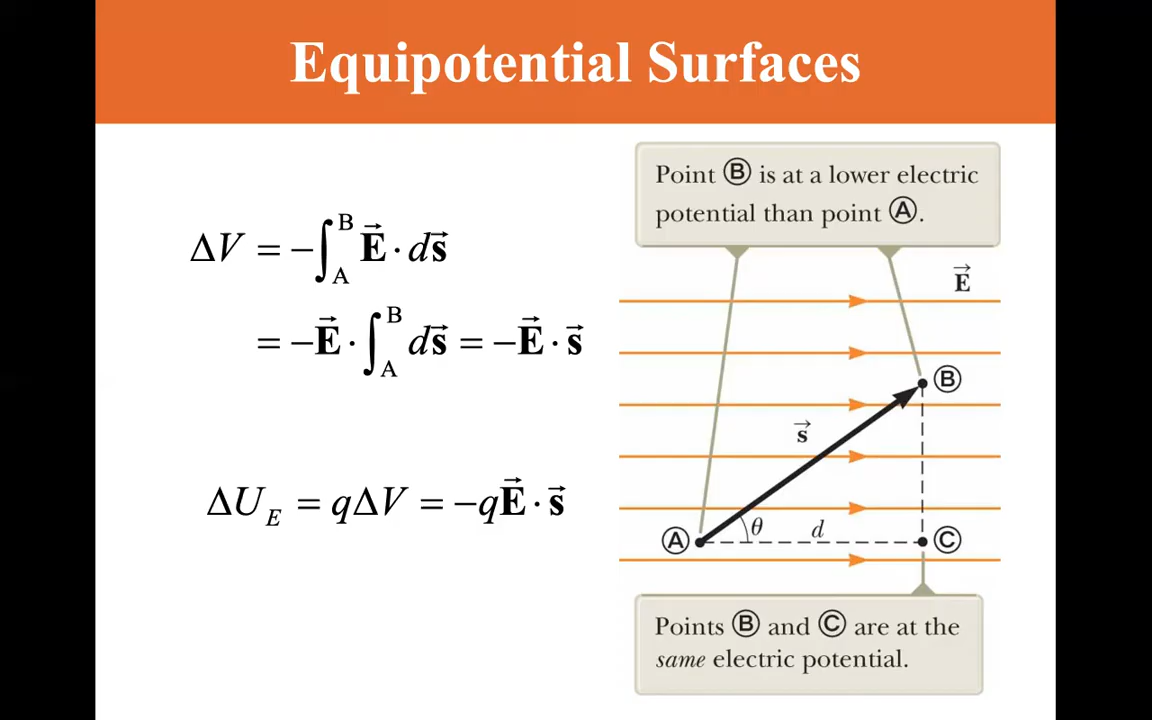 Equipotential Surfaces
ΔV = −∫_A^B E⃗ · ds⃗
= −E⃗ · ∫_A^B ds⃗ = −E⃗ · s⃗
ΔU_E = qΔV = −qE⃗ · s⃗
Point Ⓑ is at a lower electric
potential than point Ⓐ.
E⃗
Ⓑ
s⃗
Ⓐ θ d Ⓒ
Points Ⓑ and Ⓒ are at the
same electric potential.